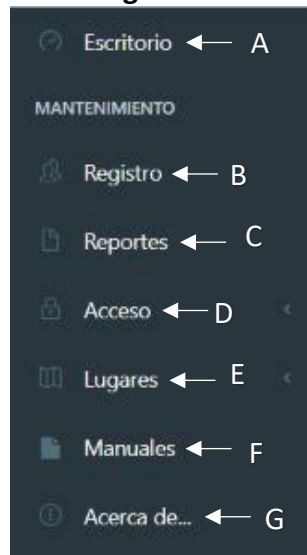 Escritorio A
MANTENIMIENTO
Registro B
Reportes C
Acceso D
Lugares E
Manuales F
Acerca de... G